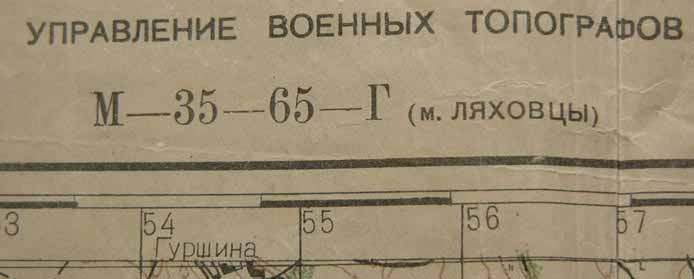 УПРАВЛЕНИЕ ВОЕННЫХ ТОПОГРАФОВ
М—35—65—Г (м. ЛЯХОВЦЫ)
3 54 55 56 57
Гуршина